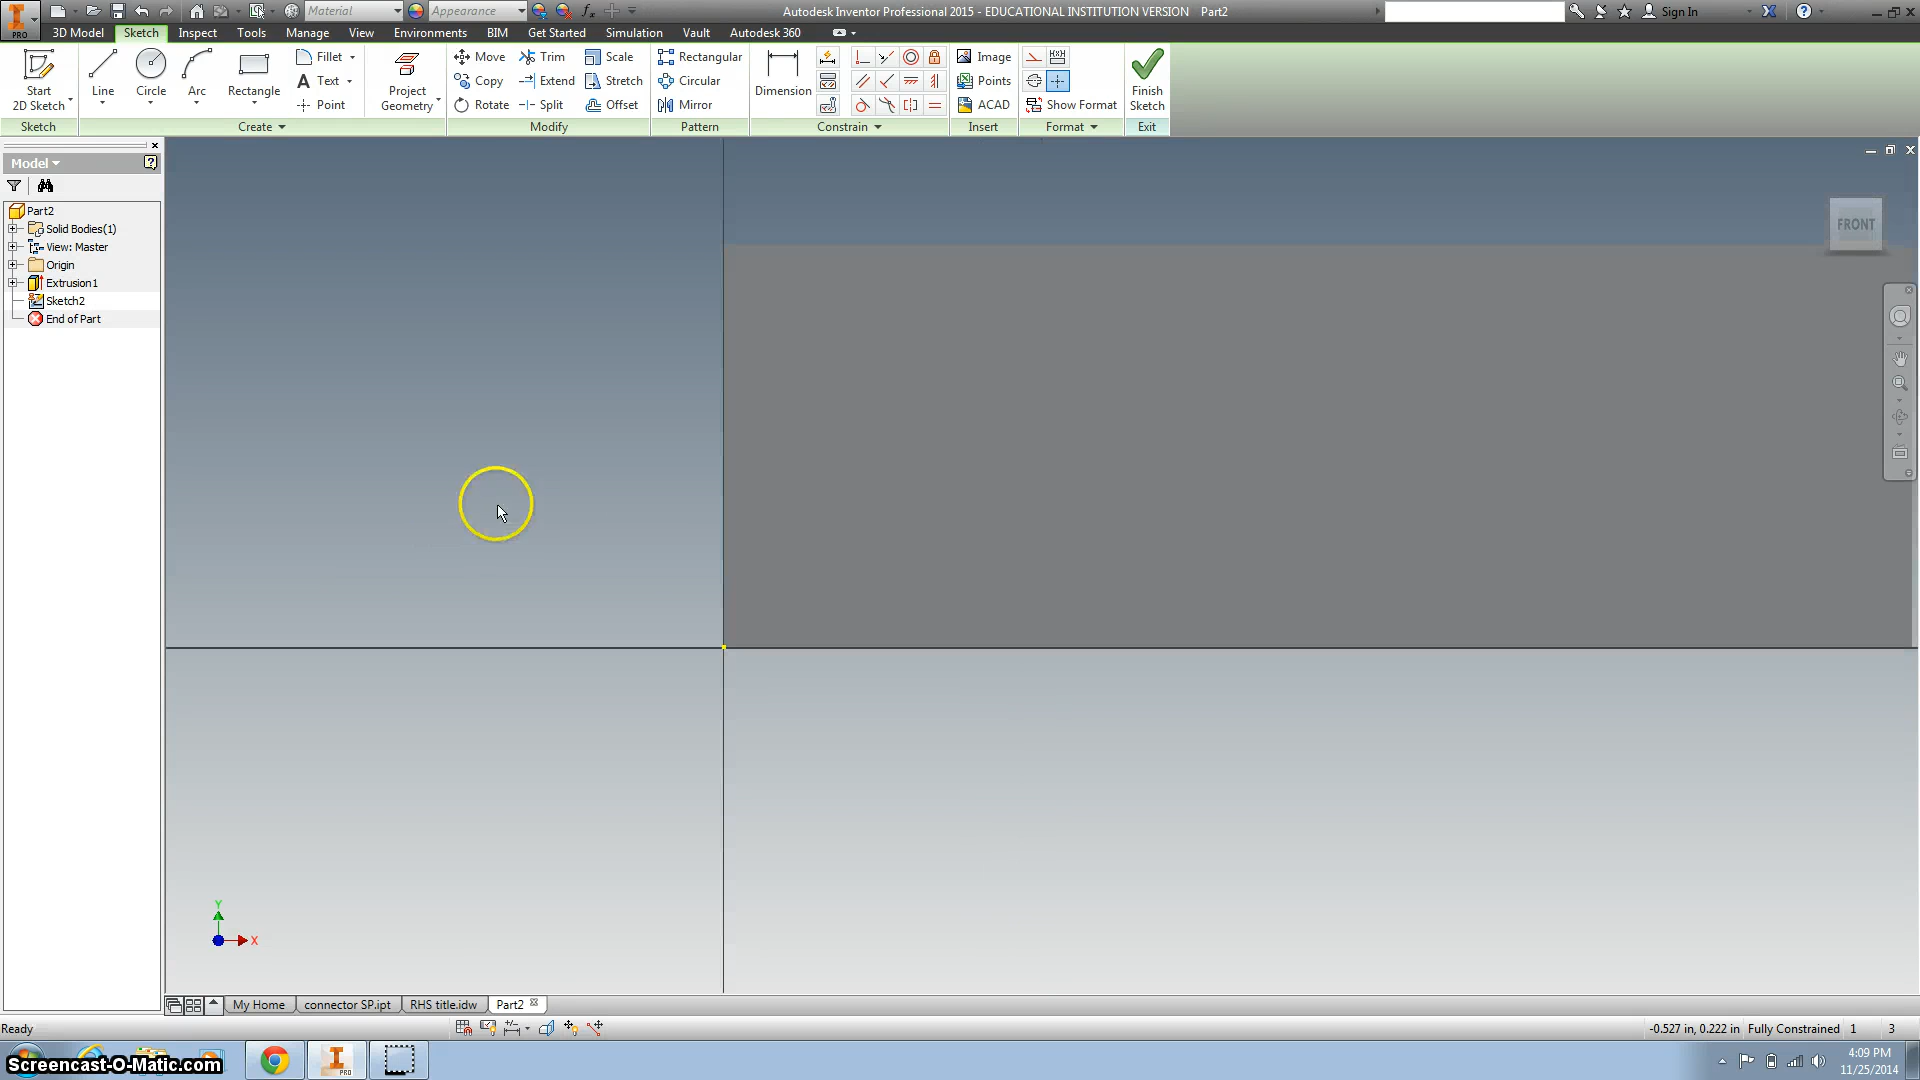 Material
Appearance
Autodesk Inventor Professional 2015 - EDUCATIONAL INSTITUTION VERSION Part2
Sign In
PRO
3D Model Sketch Inspect Tools Manage View Environments BIM Get Started Simulation Vault Autodesk 360
Start
2D Sketch
Line
Circle
Arc
Rectangle
Fillet
Text
Point
Project
Geometry
Move
Copy
Rotate
Trim
Extend
Split
Scale
Stretch
Offset
Rectangular
Circular
Mirror
Dimension
Image
Points
ACAD
Show Format
Finish
Sketch
Sketch Create Modify Pattern Constrain Insert Format Exit
Model
Part2
Solid Bodies(1)
View: Master
Origin
Extrusion1
Sketch2
End of Part
FRONT
Y
X
My Home connector SP.ipt RHS title.idw Part2
Ready
-0.527 in, 0.222 in Fully Constrained 1 3
Screencast-O-Matic.com
PRO
4:09 PM
11/25/2014